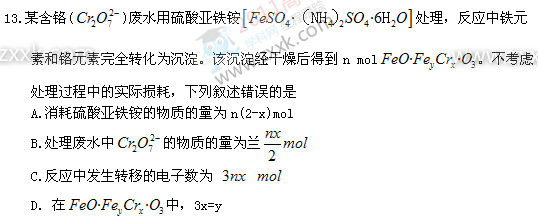 13.某含铬(Cr₂O₇²⁻)废水用硫酸亚铁铵[FeSO₄·(NH₄)₂SO₄·6H₂O]处理，反应中铁元
素和铬元素完全转化为沉淀。该沉淀经干燥后得到 n mol FeO·FeᵧCrₓ·O₃。不考虑
处理过程中的实际损耗，下列叙述错误的是
A.消耗硫酸亚铁铵的物质的量为 n(2-x)mol
B.处理废水中 Cr₂O₇²⁻ 的物质的量为兰 nx/2 mol
C.反应中发生转移的电子数为 3nx mol
D. 在 FeO·FeᵧCrₓ·O₃ 中，3x=y